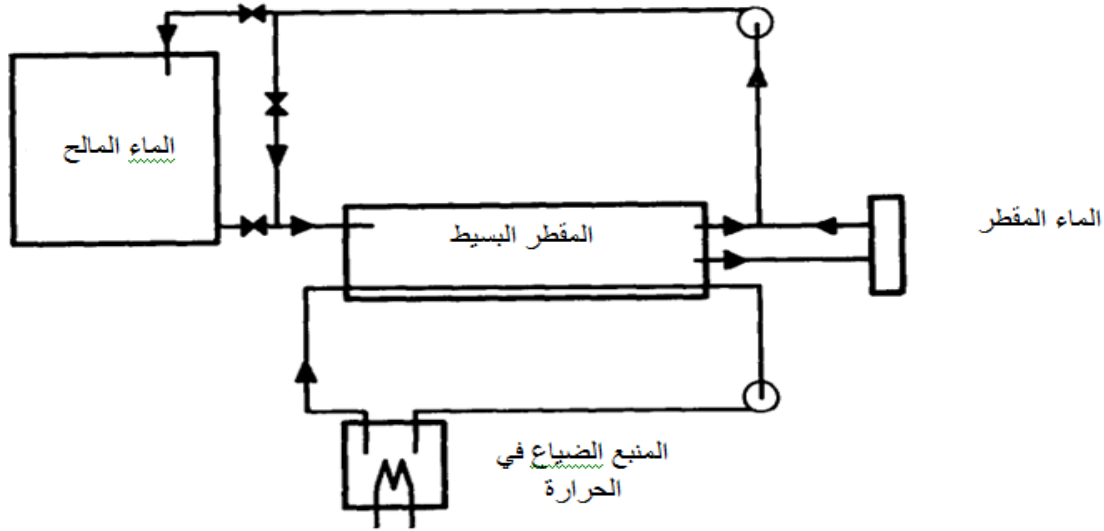 الماء المالح
المقطر البسيط
الماء المقطر
المنبع الضياع في
الحرارة